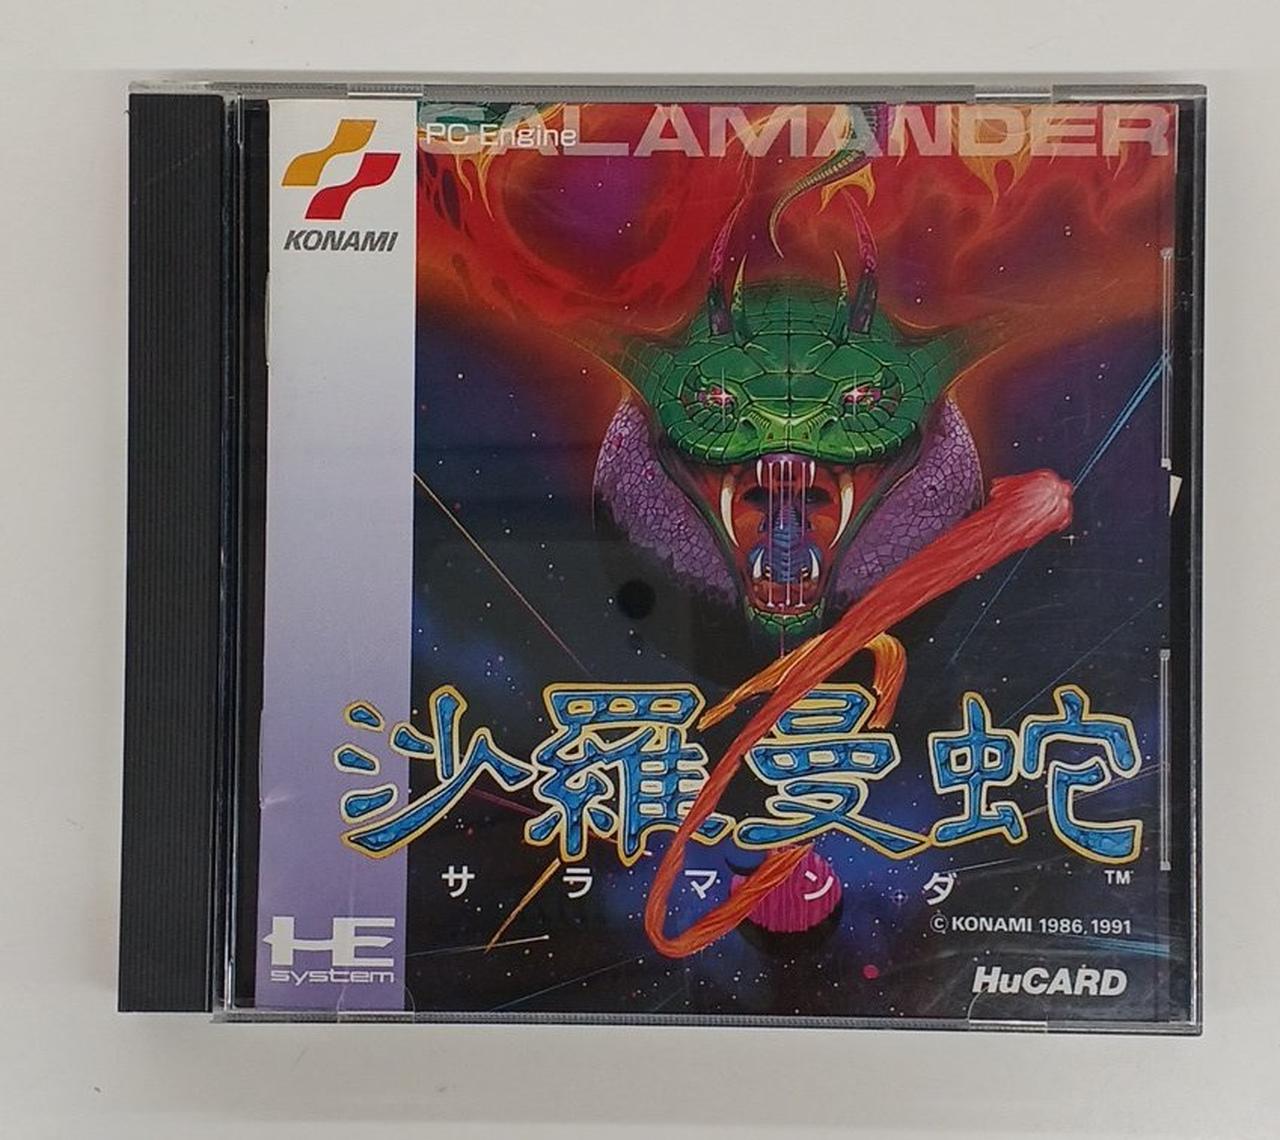 SALAMANDER
PC Engine
KONAMI
沙羅曼蛇
サラマンダ
TM
© KONAMI 1986, 1991
HE
system
HuCARD